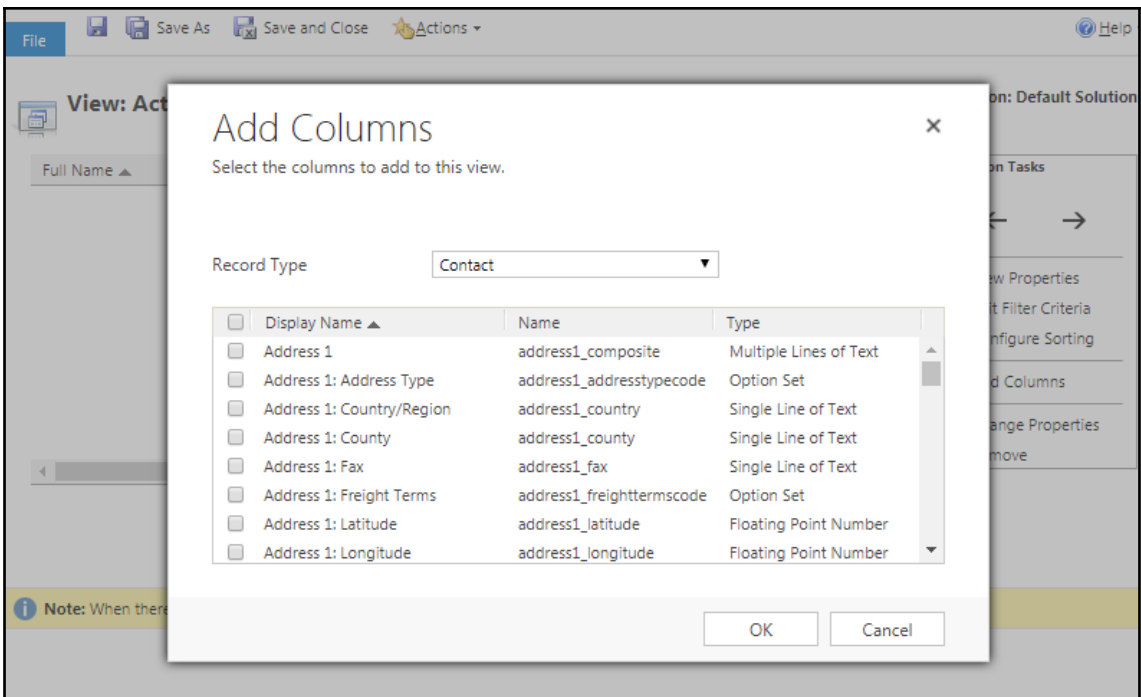 File Save As Save and Close Actions Help
View: Act on: Default Solution
Add Columns
Select the columns to add to this view.
Full Name on Tasks
Record Type Contact
ew Properties
it Filter Criteria
nfigure Sorting
d Columns
ange Properties
move
Display Name Name Type
Address 1 address1_composite Multiple Lines of Text
Address 1: Address Type address1_addresstypecode Option Set
Address 1: Country/Region address1_country Single Line of Text
Address 1: County address1_county Single Line of Text
Address 1: Fax address1_fax Single Line of Text
Address 1: Freight Terms address1_freighttermscode Option Set
Address 1: Latitude address1_latitude Floating Point Number
Address 1: Longitude address1_longitude Floating Point Number
Note: When there
OK Cancel